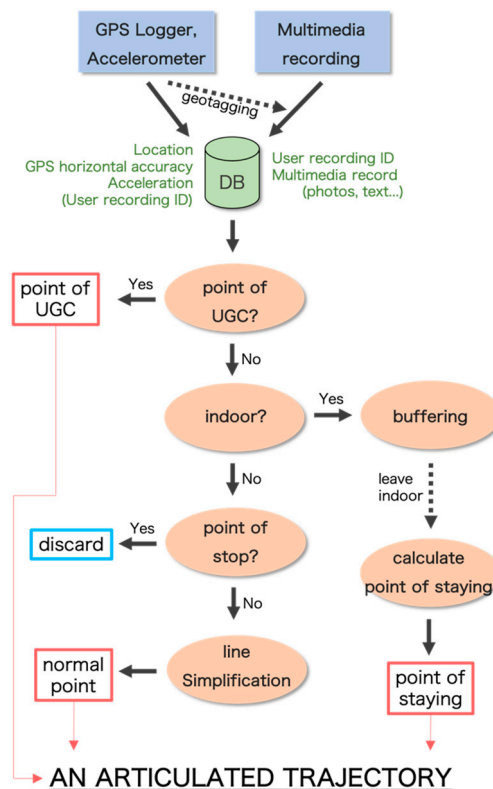 GPS Logger,
Accelerometer
Multimedia
recording
geotagging
Location
GPS horizontal accuracy
Acceleration
(User recording ID)
DB
User recording ID
Multimedia record
(photos, text...)
point of
UGC
Yes
point of
UGC?
No
indoor?
Yes
buffering
No
leave
indoor
discard
Yes
point of
stop?
calculate
point of staying
No
normal
point
line
Simplification
point of
staying
AN ARTICULATED TRAJECTORY